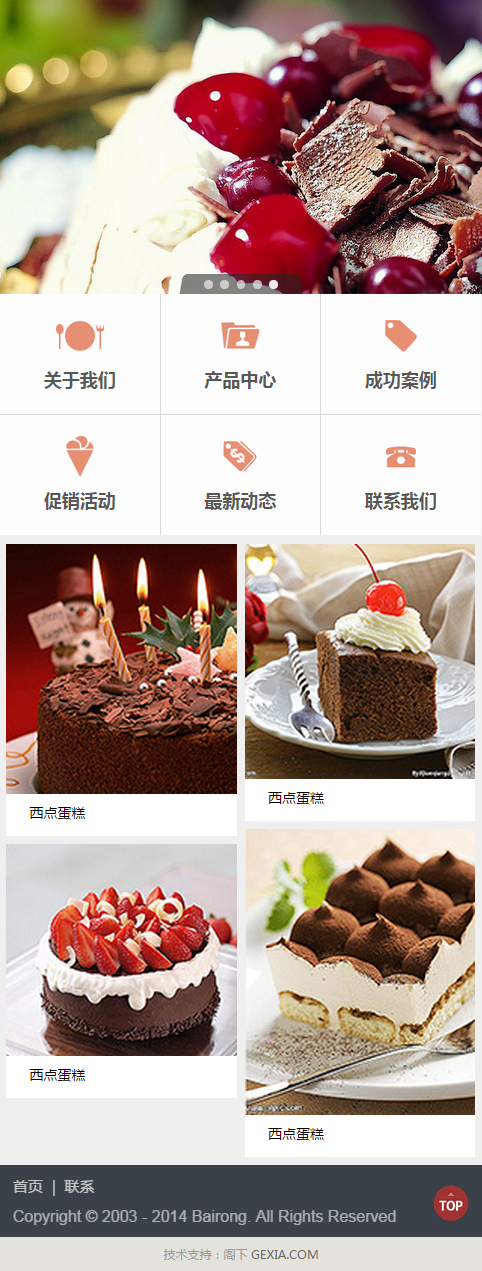 关于我们
产品中心
成功案例
促销活动
最新动态
联系我们
西点蛋糕
西点蛋糕
西点蛋糕
西点蛋糕
首页 | 联系
Copyright © 2003 - 2014 Bairong. All Rights Reserved
TOP
技术支持：阁下 GEXIA.COM